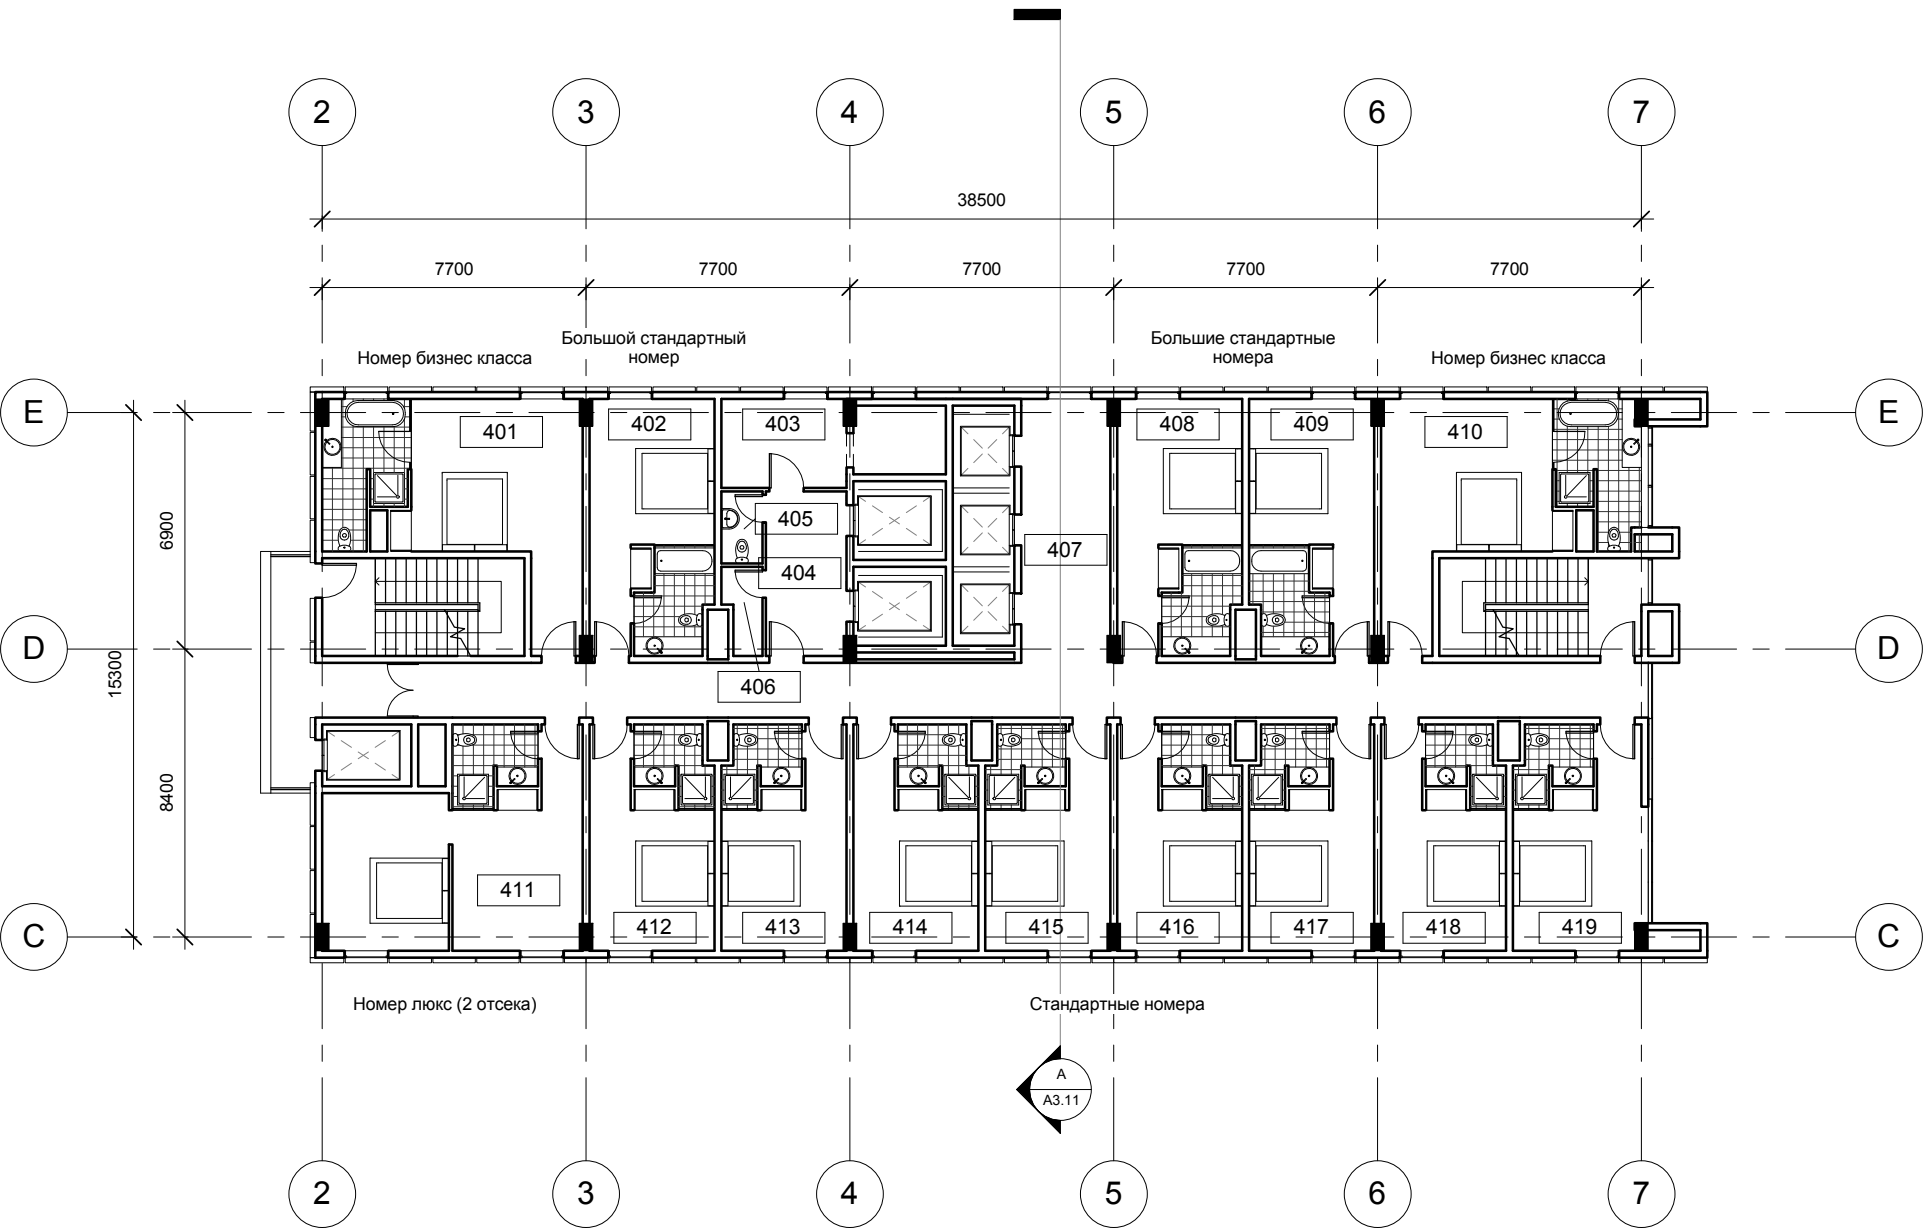 2
3
4
5
6
7
38500
7700
7700
7700
7700
7700
Номер бизнес класса
Большой стандартный
номер
Большие стандартные
номера
Номер бизнес класса
E
E
401
402
403
408
409
410
405
404
407
6900
D
D
15300
406
8400
411
412
413
414
415
416
417
418
419
C
C
Номер люкс (2 отсека)
Стандартные номера
A
A3.11
2
3
4
5
6
7